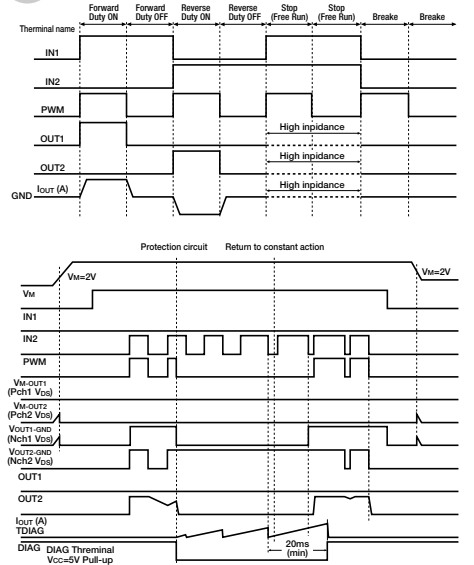 Forward Duty ON
Forward Duty OFF
Reverse Duty ON
Reverse Duty OFF
Stop (Free Run)
Stop (Free Run)
Breake
Breake
Therminal name
IN1
IN2
PWM
OUT1
High inpidance
OUT2
High inpidance
IOUT (A)
High inpidance
GND
Protection circuit
Return to constant action
VM=2V
VM=2V
VM
IN1
IN2
PWM
VM-OUT1
(Pch1 VDS)
VM-OUT2
(Pch2 VDS)
VOUT1-GND
(Nch1 VDS)
VOUT2-GND
(Nch2 VDS)
OUT1
OUT2
IOUT (A)
TDIAG
20ms
(min)
DIAG
DIAG Threminal
VCC=5V Pull-up